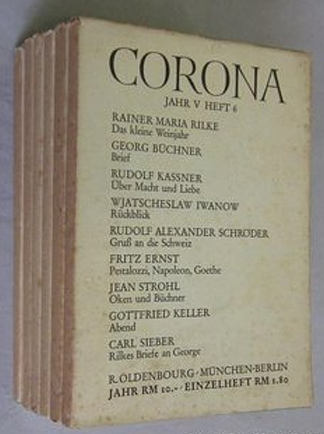 CORONA
JAHR V HEFT 6
RAINER MARIA RILKE
Das kleine Weinjahr
GEORG BÜCHNER
Brief
RUDOLF KASSNER
Über Macht und Liebe
WJATSCHESLAW IWANOW
Rückblick
RUDOLF ALEXANDER SCHRÖDER
Gruß an die Schweiz
FRITZ ERNST
Pestalozzi, Napoleon, Goethe
JEAN STROHL
Oken und Büchner
GOTTFRIED KELLER
Abend
CARL SIEBER
Rilkes Briefe an George
R. OLDENBOURG · MÜNCHEN-BERLIN
JAHR RM 10.- · EINZELHEFT RM 1.80